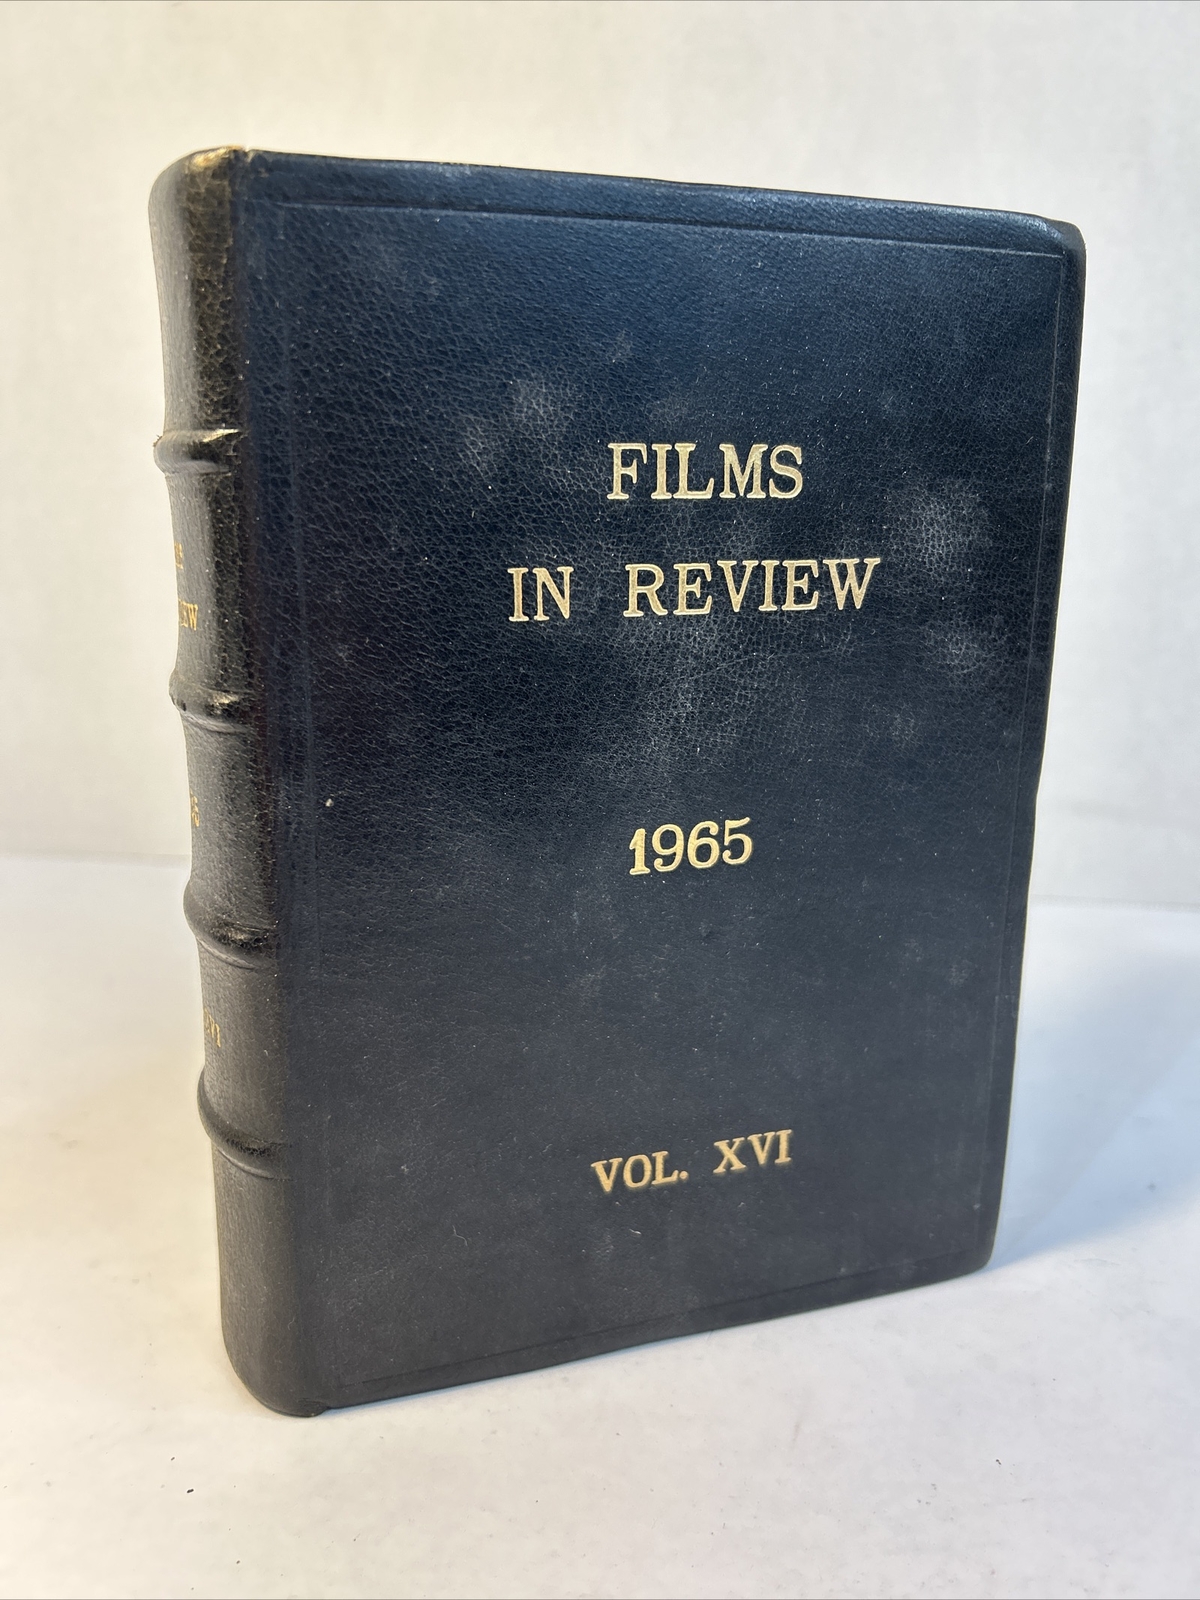 FILMS
IN REVIEW
1965
VOL. XVI